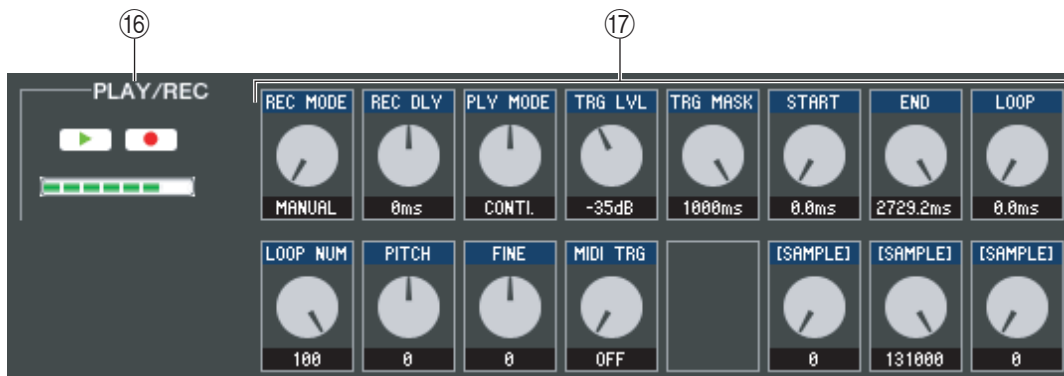 ⑯ ⑰
PLAY/REC
REC MODE REC DLY PLY MODE TRG LVL TRG MASK START END LOOP
MANUAL 0ms CONTI. -35dB 1000ms 0.0ms 2729.2ms 0.0ms
LOOP NUM PITCH FINE MIDI TRG [SAMPLE] [SAMPLE] [SAMPLE]
100 0 0 OFF 0 131000 0